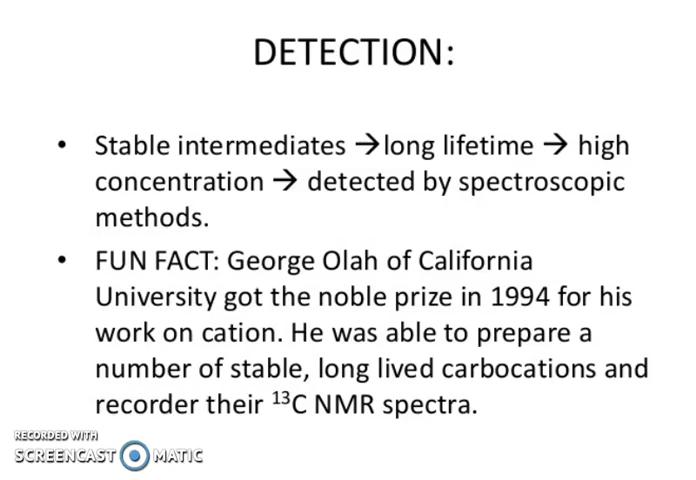 DETECTION:
• Stable intermediates →long lifetime → high
concentration → detected by spectroscopic
methods.
• FUN FACT: George Olah of California
University got the noble prize in 1994 for his
work on cation. He was able to prepare a
number of stable, long lived carbocations and
recorder their ¹³C NMR spectra.
RECORDED WITH
SCREENCAST MATIC